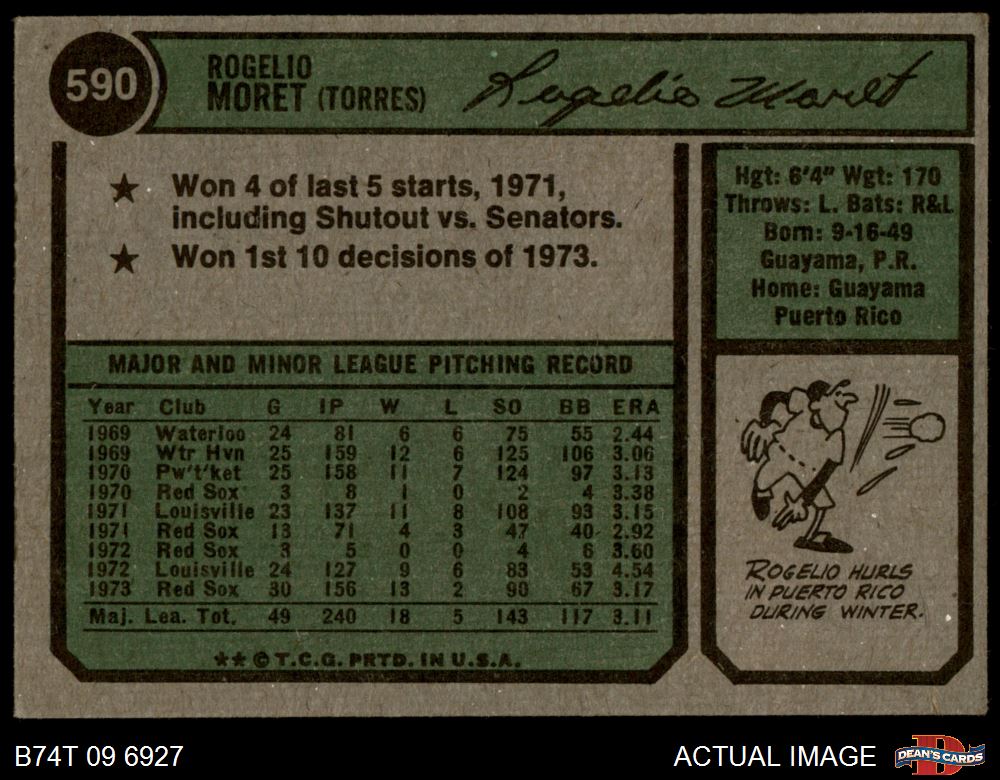 590
ROGELIO
MORET (TORRES)
Rogelio Moret
★ Won 4 of last 5 starts, 1971,
including Shutout vs. Senators.
★ Won 1st 10 decisions of 1973.
Hgt: 6'4" Wgt: 170
Throws: L. Bats: R&L
Born: 9-16-49
Guayama, P.R.
Home: Guayama
Puerto Rico
MAJOR AND MINOR LEAGUE PITCHING RECORD
Year Club G IP W L SO BB ERA
1969 Waterloo 24 81 6 6 75 55 2.44
1969 Wtr Hvn 25 159 12 6 125 106 3.06
1970 Pw't'ket 25 158 11 7 124 97 3.13
1970 Red Sox 3 8 1 0 2 4 3.38
1971 Louisville 23 137 11 8 108 93 3.15
1971 Red Sox 13 71 4 3 47 40 2.92
1972 Red Sox 3 5 0 0 4 6 3.60
1972 Louisville 24 127 9 6 83 53 4.54
1973 Red Sox 30 156 13 2 90 67 3.17
Maj. Lea. Tot. 49 240 18 5 143 117 3.11
★★ © T.C.G. PRTD. IN U.S.A.
ROGELIO HURLS
IN PUERTO RICO
DURING WINTER.
B74T 09 6927
ACTUAL IMAGE
DEAN'S CARDS